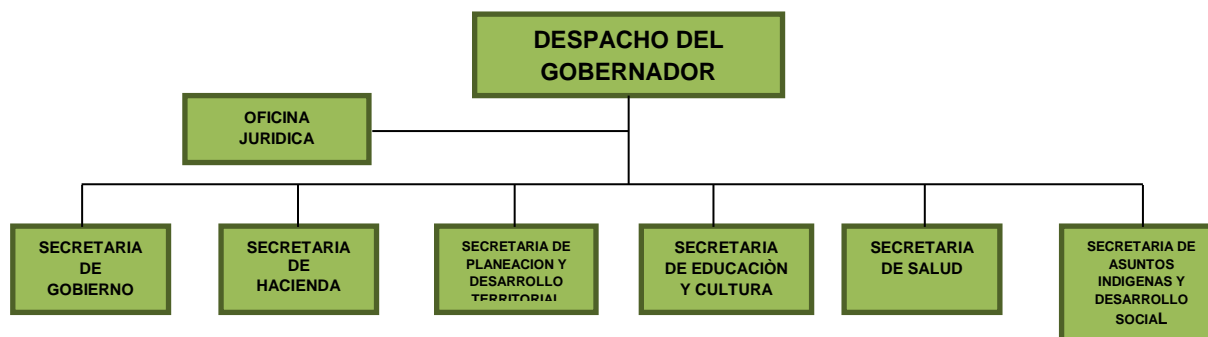 DESPACHO DEL
GOBERNADOR
OFICINA
JURIDICA
SECRETARIA
DE
GOBIERNO
SECRETARIA
DE
HACIENDA
SECRETARIA DE
PLANEACION Y
DESARROLLO
TERRITORIAL
SECRETARIA
DE EDUCACIÒN
Y CULTURA
SECRETARIA
DE SALUD
SECRETARIA DE
ASUNTOS
INDIGENAS Y
DESARROLLO
SOCIAL